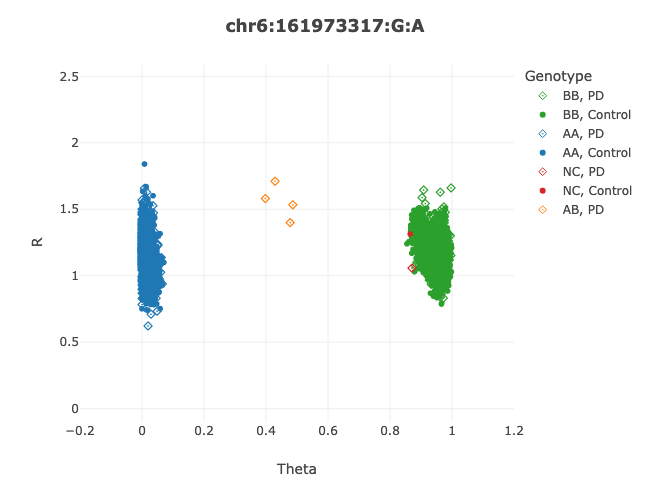 chr6:161973317:G:A
Genotype
BB, PD
BB, Control
AA, PD
AA, Control
NC, PD
NC, Control
AB, PD
2.5
2
1.5
1
0.5
0
R
−0.2 0 0.2 0.4 0.6 0.8 1 1.2
Theta